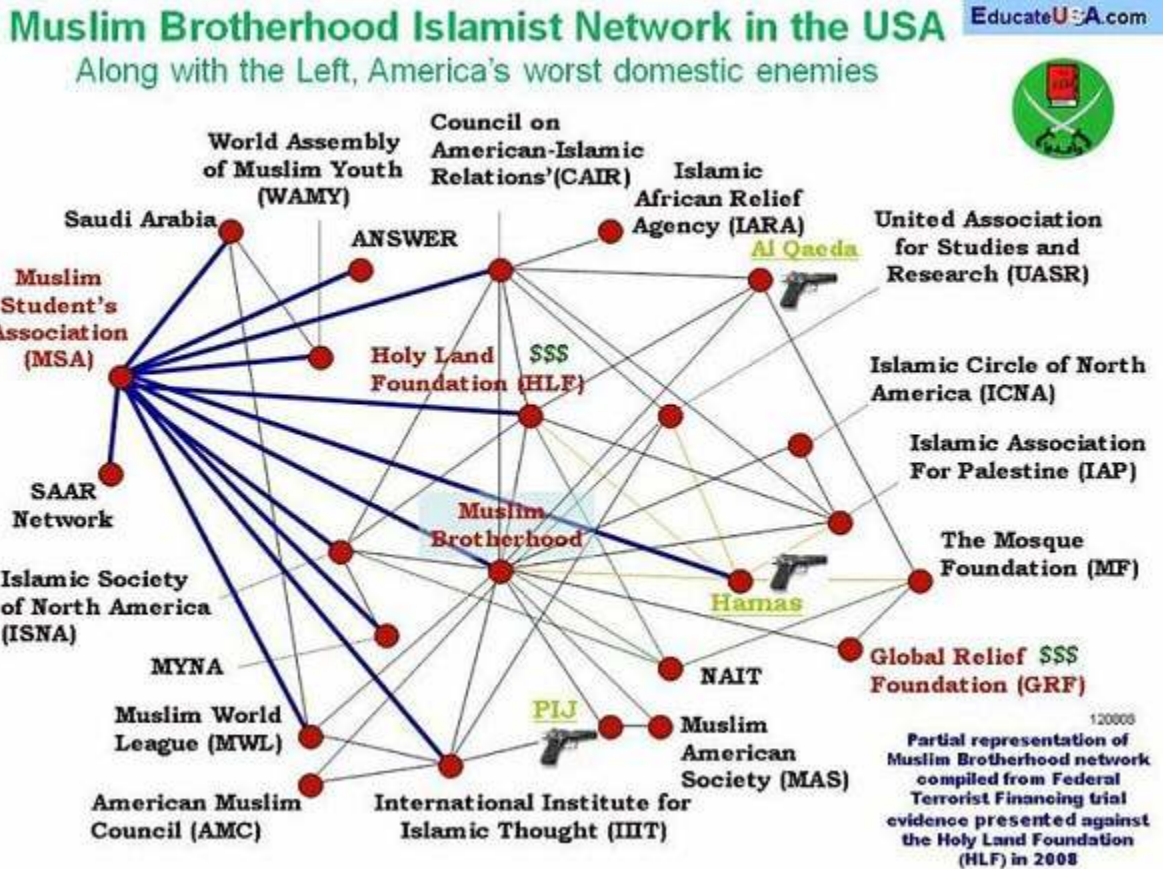 Muslim Brotherhood Islamist Network in the USA
EducateUSA.com
Along with the Left, America's worst domestic enemies
World Assembly
of Muslim Youth
(WAMY)
Council on
American-Islamic
Relations'(CAIR)
Islamic
African Relief
Agency (IARA)
Saudi Arabia
ANSWER
Al Qaeda
United Association
for Studies and
Research (UASR)
Muslim
Student's
Association
(MSA)
Holy Land $$$
Foundation (HLF)
Islamic Circle of North
America (ICNA)
Islamic Association
For Palestine (IAP)
SAAR
Network
Muslim
Brotherhood
The Mosque
Foundation (MF)
Islamic Society
of North America
(ISNA)
Hamas
MYNA
NAIT
Global Relief $$$
Foundation (GRF)
Muslim World
League (MWL)
PIJ
Muslim
American
Society (MAS)
American Muslim
Council (AMC)
International Institute for
Islamic Thought (IIIT)
120808
Partial representation of
Muslim Brotherhood network
compiled from Federal
Terrorist Financing trial
evidence presented against
the Holy Land Foundation
(HLF) in 2008